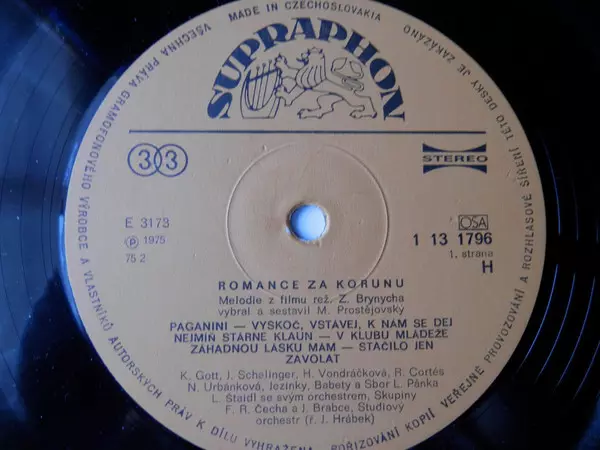 MADE IN CZECHOSLOVAKIA
VŠECHNA PRÁVA GRAMOFONOVÉHO VÝROBCE A VLASTNÍKŮ AUTORSKÝCH PRÁV K DÍLU VYHRAŽENA. POŘIZOVÁNÍ KOPIÍ VEŘEJNÉ PROVOZOVÁNÍ A ROZHLASOVÉ ŠÍŘENÍ TÉTO DESKY JE ZAKÁZÁNO
SUPRAPHON
33
STEREO
E 3173
Ⓟ 1975
75 2
OSA
1 13 1796
1. strana
H
ROMANCE ZA KORUNU
Melodie z filmu rež. Z. Brynycha
vybral a sestavil M. Prostějovský
PAGANINI — VYSKOČ, VSTÁVEJ, K NÁM SE DEJ
NEJMÍŇ STÁRNE KLAUN — V KLUBU MLÁDEŽE
ZÁHADNOU LÁSKU MÁM — STAČILO JEN
ZAVOLAT
K. Gott, J. Schelinger, H. Vondráčková, R. Cortés
N. Urbánková, Jezinky, Babety a Sbor L. Pánka
L. Štaidl se svým orchestrem, Skupiny
F. R. Čecha a J. Brabce, Studiový
orchestr (ř. J. Hrábek)